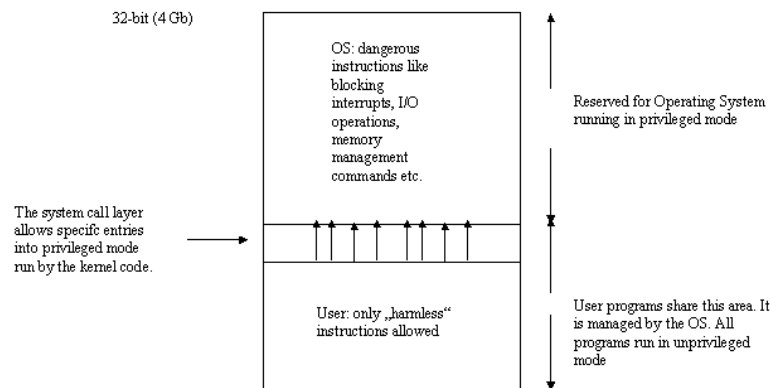 32-bit (4 Gb)
OS: dangerous
instructions like
blocking
interrupts, I/O
operations,
memory
management
commands etc.
Reserved for Operating System
running in privileged mode
The system call layer
allows specifc entries
into privileged mode
run by the kernel code.
User: only „harmless“
instructions allowed
User programs share this area. It
is managed by the OS. All
programs run in unprivileged
mode